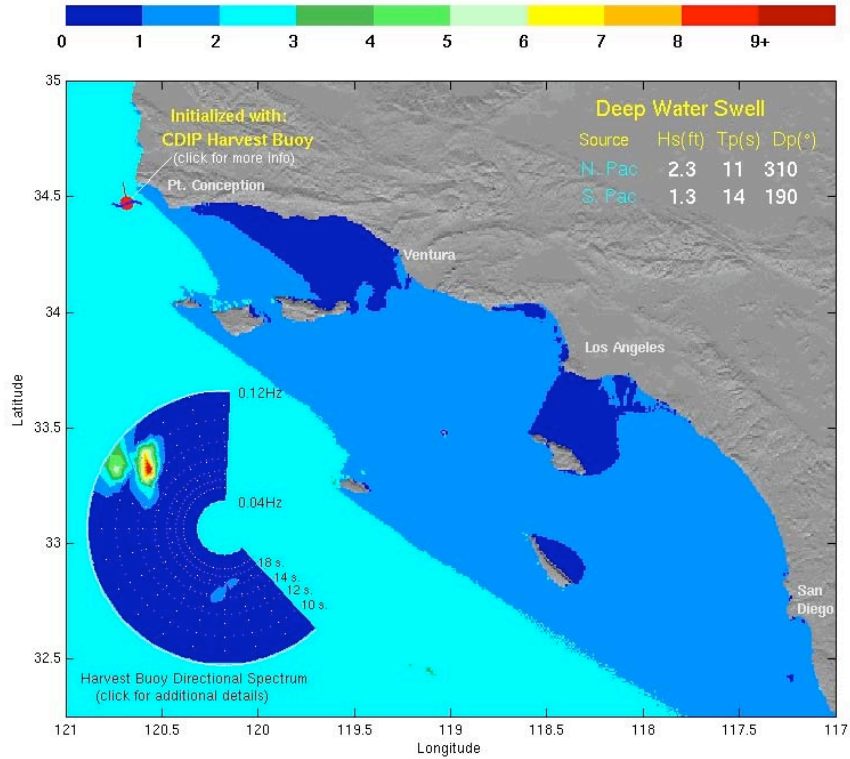 0 1 2 3 4 5 6 7 8 9+
35
34.5
34
33.5
33
32.5
Latitude
Initialized with:
CDIP Harvest Buoy
(click for more info)
Pt. Conception
Deep Water Swell
Source Hs(ft) Tp(s) Dp(°)
N. Pac 2.3 11 310
S. Pac 1.3 14 190
Ventura
Los Angeles
San
Diego
0.12Hz
0.04Hz
18 s.
14 s.
12 s.
10 s.
Harvest Buoy Directional Spectrum
(click for additional details)
121 120.5 120 119.5 119 118.5 118 117.5 117
Longitude